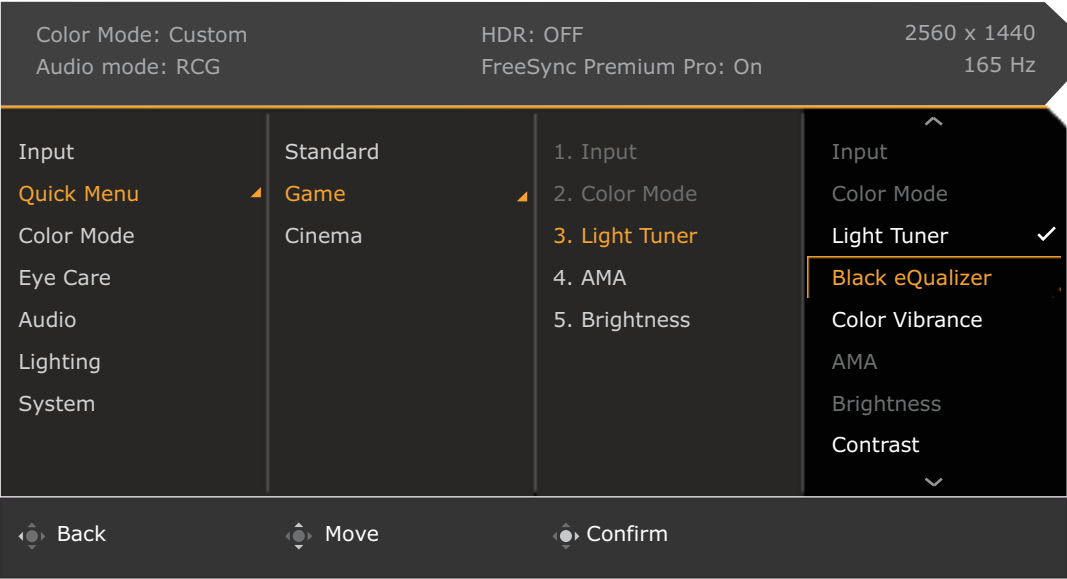 Color Mode: Custom
Audio mode: RCG
HDR: OFF
FreeSync Premium Pro: On
2560 x 1440
165 Hz
Input
Quick Menu
Color Mode
Eye Care
Audio
Lighting
System
Standard
Game
Cinema
1. Input
2. Color Mode
3. Light Tuner
4. AMA
5. Brightness
Input
Color Mode
Light Tuner
Black eQualizer
Color Vibrance
AMA
Brightness
Contrast
Back
Move
Confirm